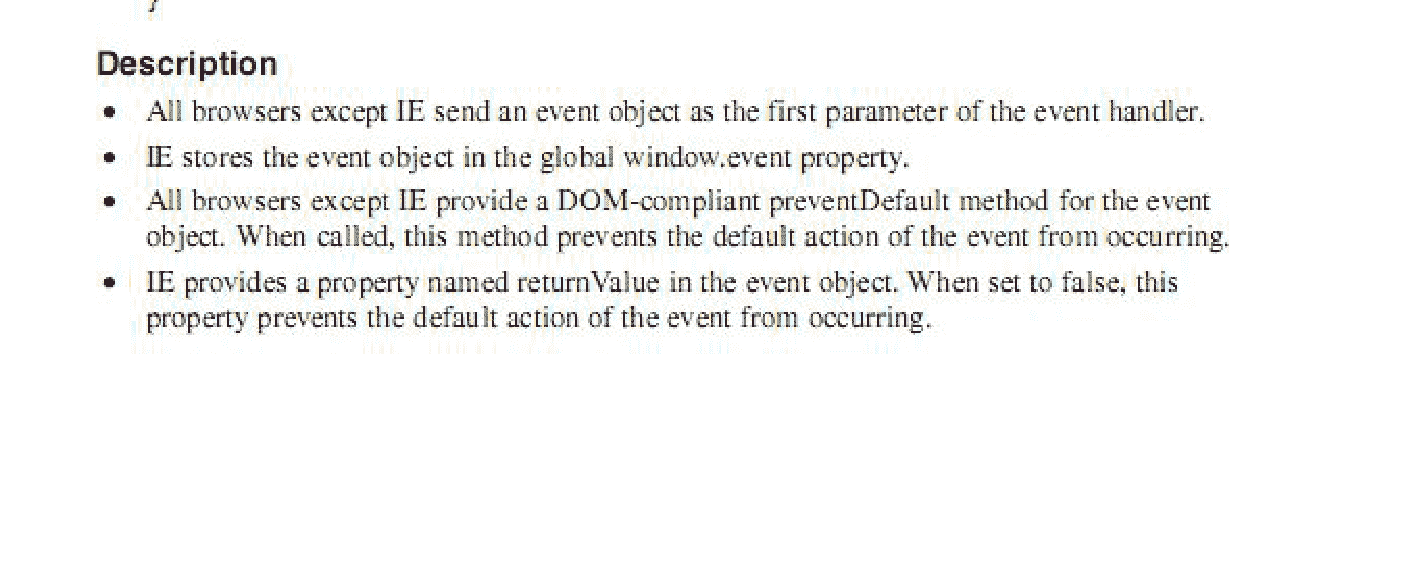 }
Description
• All browsers except IE send an event object as the first parameter of the event handler.
• IE stores the event object in the global window.event property.
• All browsers except IE provide a DOM-compliant preventDefault method for the event
object. When called, this method prevents the default action of the event from occurring.
• IE provides a property named returnValue in the event object. When set to false, this
property prevents the default action of the event from occurring.